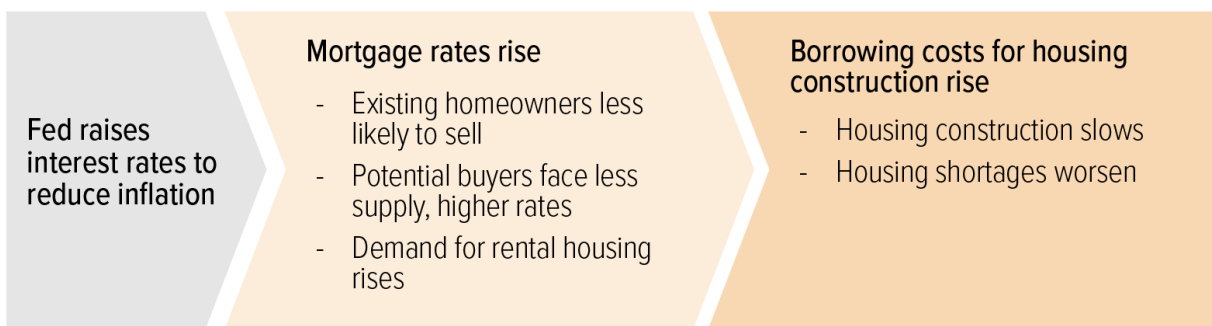 Fed raises
interest rates to
reduce inflation
Mortgage rates rise
- Existing homeowners less
likely to sell
- Potential buyers face less
supply, higher rates
- Demand for rental housing
rises
Borrowing costs for housing
construction rise
- Housing construction slows
- Housing shortages worsen